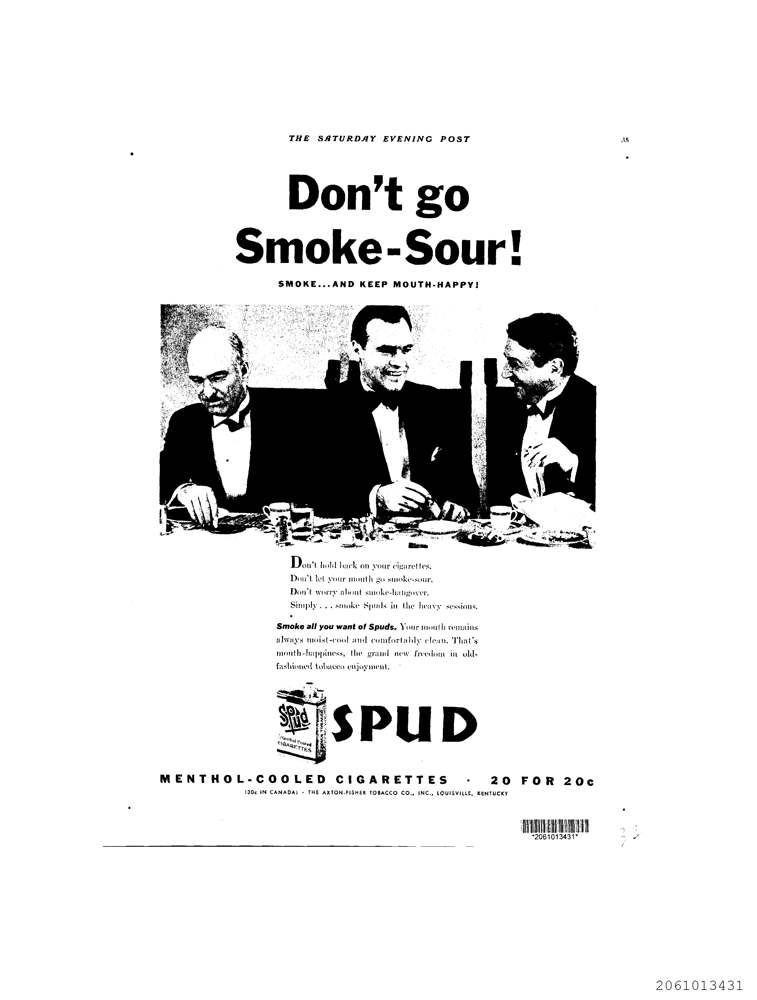 THE SATURDAY EVENING POST
35
Don't go
Smoke-Sour!
SMOKE...AND KEEP MOUTH-HAPPY!
Don't hold back on your cigarettes.
Don't let your mouth go smoke-sour.
Don't worry about smoke-hangover.
Simply . . . smoke Spuds in the heavy sessions.
Smoke all you want of Spuds. Your mouth remains
always moist-cool and comfortably clean. That's
mouth-happiness, the grand new freedom in old-
fashioned tobacco enjoyment.
Spud
Menthol Cooled
CIGARETTES
SPUD
MENTHOL-COOLED CIGARETTES · 20 FOR 20c
(30c IN CANADA) · THE AXTON-FISHER TOBACCO CO., INC., LOUISVILLE, KENTUCKY
*2061013431*
2061013431